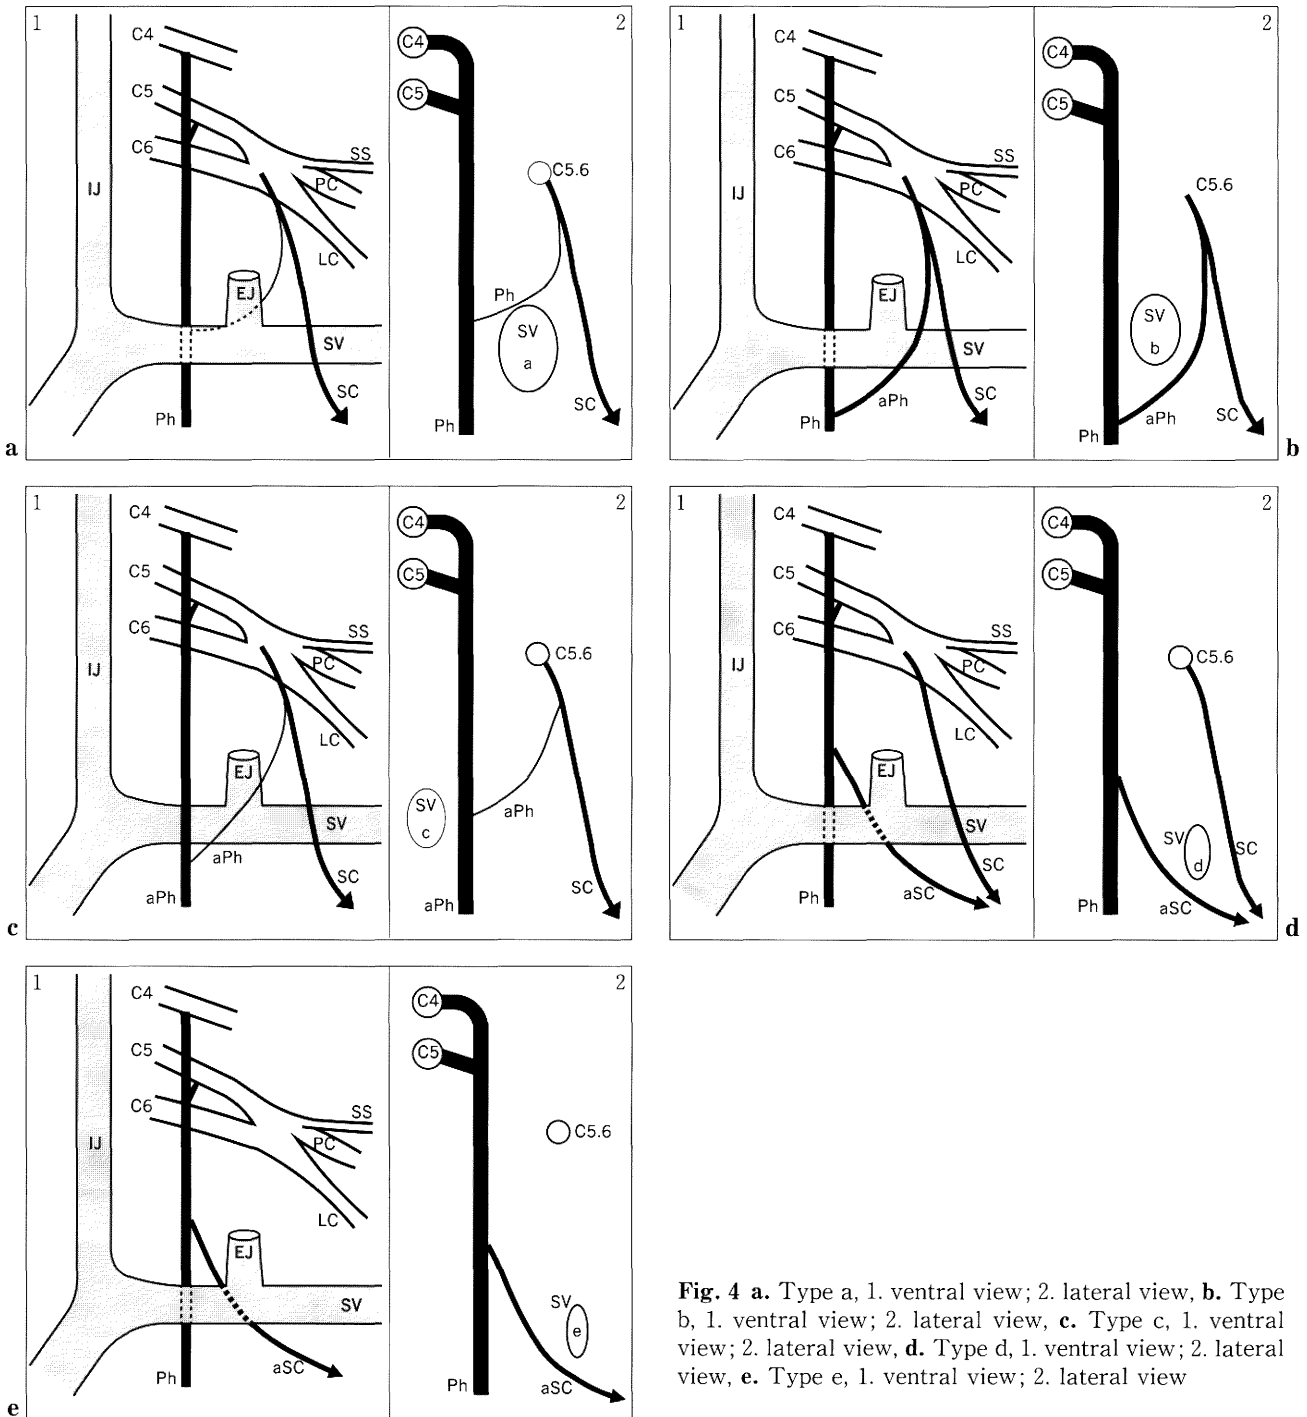 1
2
C4
C5
C6
IJ
SS
PC
LC
EJ
SV
SC
Ph
C4
C5
C5.6
Ph
SV
a
SC
Ph
a
1
2
C4
C5
C6
IJ
SS
PC
LC
EJ
SV
aPh
SC
Ph
C4
C5
C5.6
SV
b
aPh
SC
Ph
b
1
2
C4
C5
C6
IJ
SS
PC
LC
EJ
SV
aPh
SC
aPh
C4
C5
C5.6
SV
c
aPh
SC
aPh
c
1
2
C4
C5
C6
IJ
SS
PC
LC
EJ
SV
SC
aSC
Ph
C4
C5
C5.6
SV
d
SC
aSC
Ph
d
1
2
C4
C5
C6
IJ
SS
PC
LC
EJ
SV
aSC
Ph
C4
C5
C5.6
SV
e
aSC
Ph
e
Fig. 4 a. Type a, 1. ventral view; 2. lateral view, b. Type
b, 1. ventral view; 2. lateral view, c. Type c, 1. ventral
view; 2. lateral view, d. Type d, 1. ventral view; 2. lateral
view, e. Type e, 1. ventral view; 2. lateral view